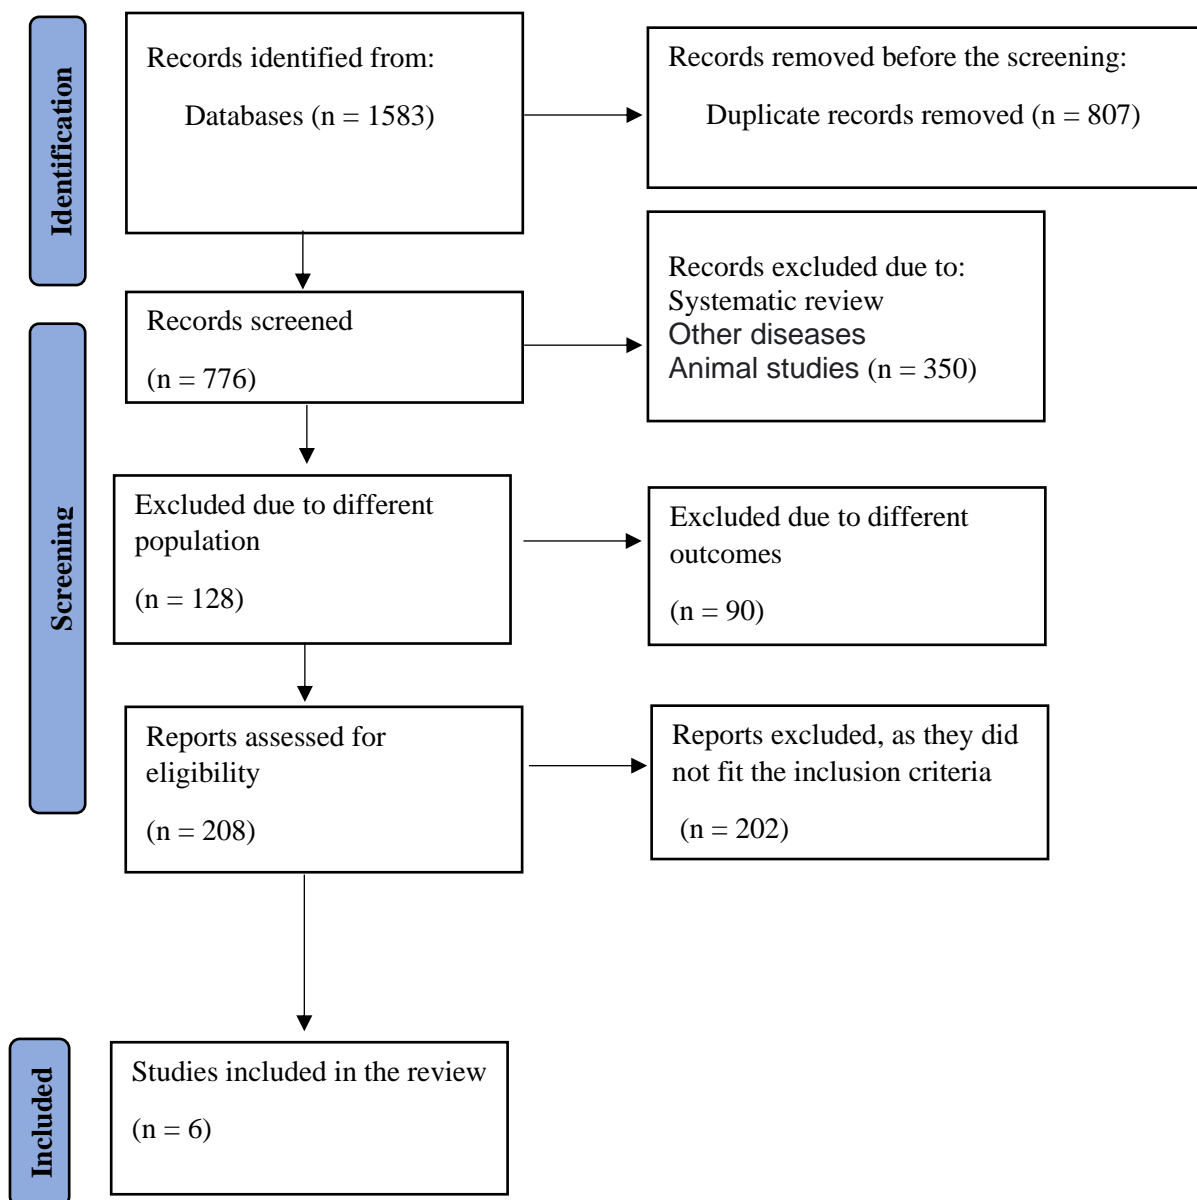 Identification
Records identified from:
Databases (n = 1583)
Records removed before the screening:
Duplicate records removed (n = 807)
Screening
Records screened
(n = 776)
Records excluded due to:
Systematic review
Other diseases
Animal studies (n = 350)
Excluded due to different
population
(n = 128)
Excluded due to different
outcomes
(n = 90)
Reports assessed for
eligibility
(n = 208)
Reports excluded, as they did
not fit the inclusion criteria
(n = 202)
Included
Studies included in the review
(n = 6)